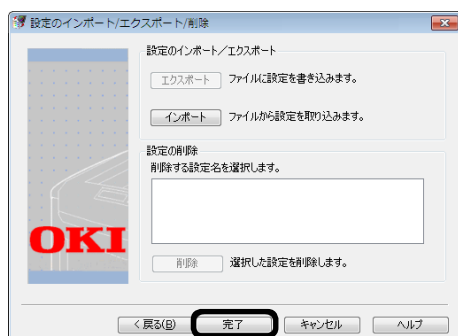 設定のインポート/エクスポート/削除
設定のインポート/エクスポート
エクスポート ファイルに設定を書き込みます。
インポート ファイルから設定を取り込みます。
設定の削除
削除する設定名を選択します。
OKI
削除 選択した設定を削除します。
< 戻る(B) 完了 キャンセル ヘルプ